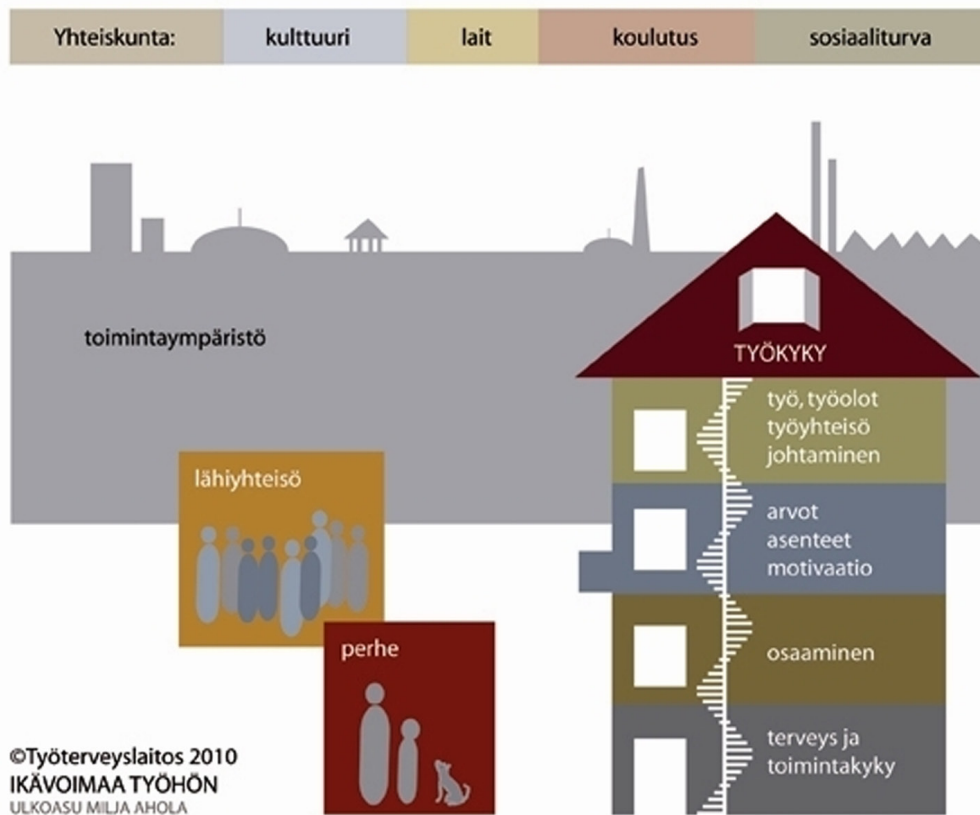 Yhteiskunta: kulttuuri lait koulutus sosiaaliturva
toimintaympäristö
TYÖKYKY
työ, työolot
työyhteisö
johtaminen
arvot
asenteet
motivaatio
osaaminen
terveys ja
toimintakyky
lähiyhteisö
perhe
©Työterveyslaitos 2010
IKÄVOIMAA TYÖHÖN
ULKOASU MILJA AHOLA